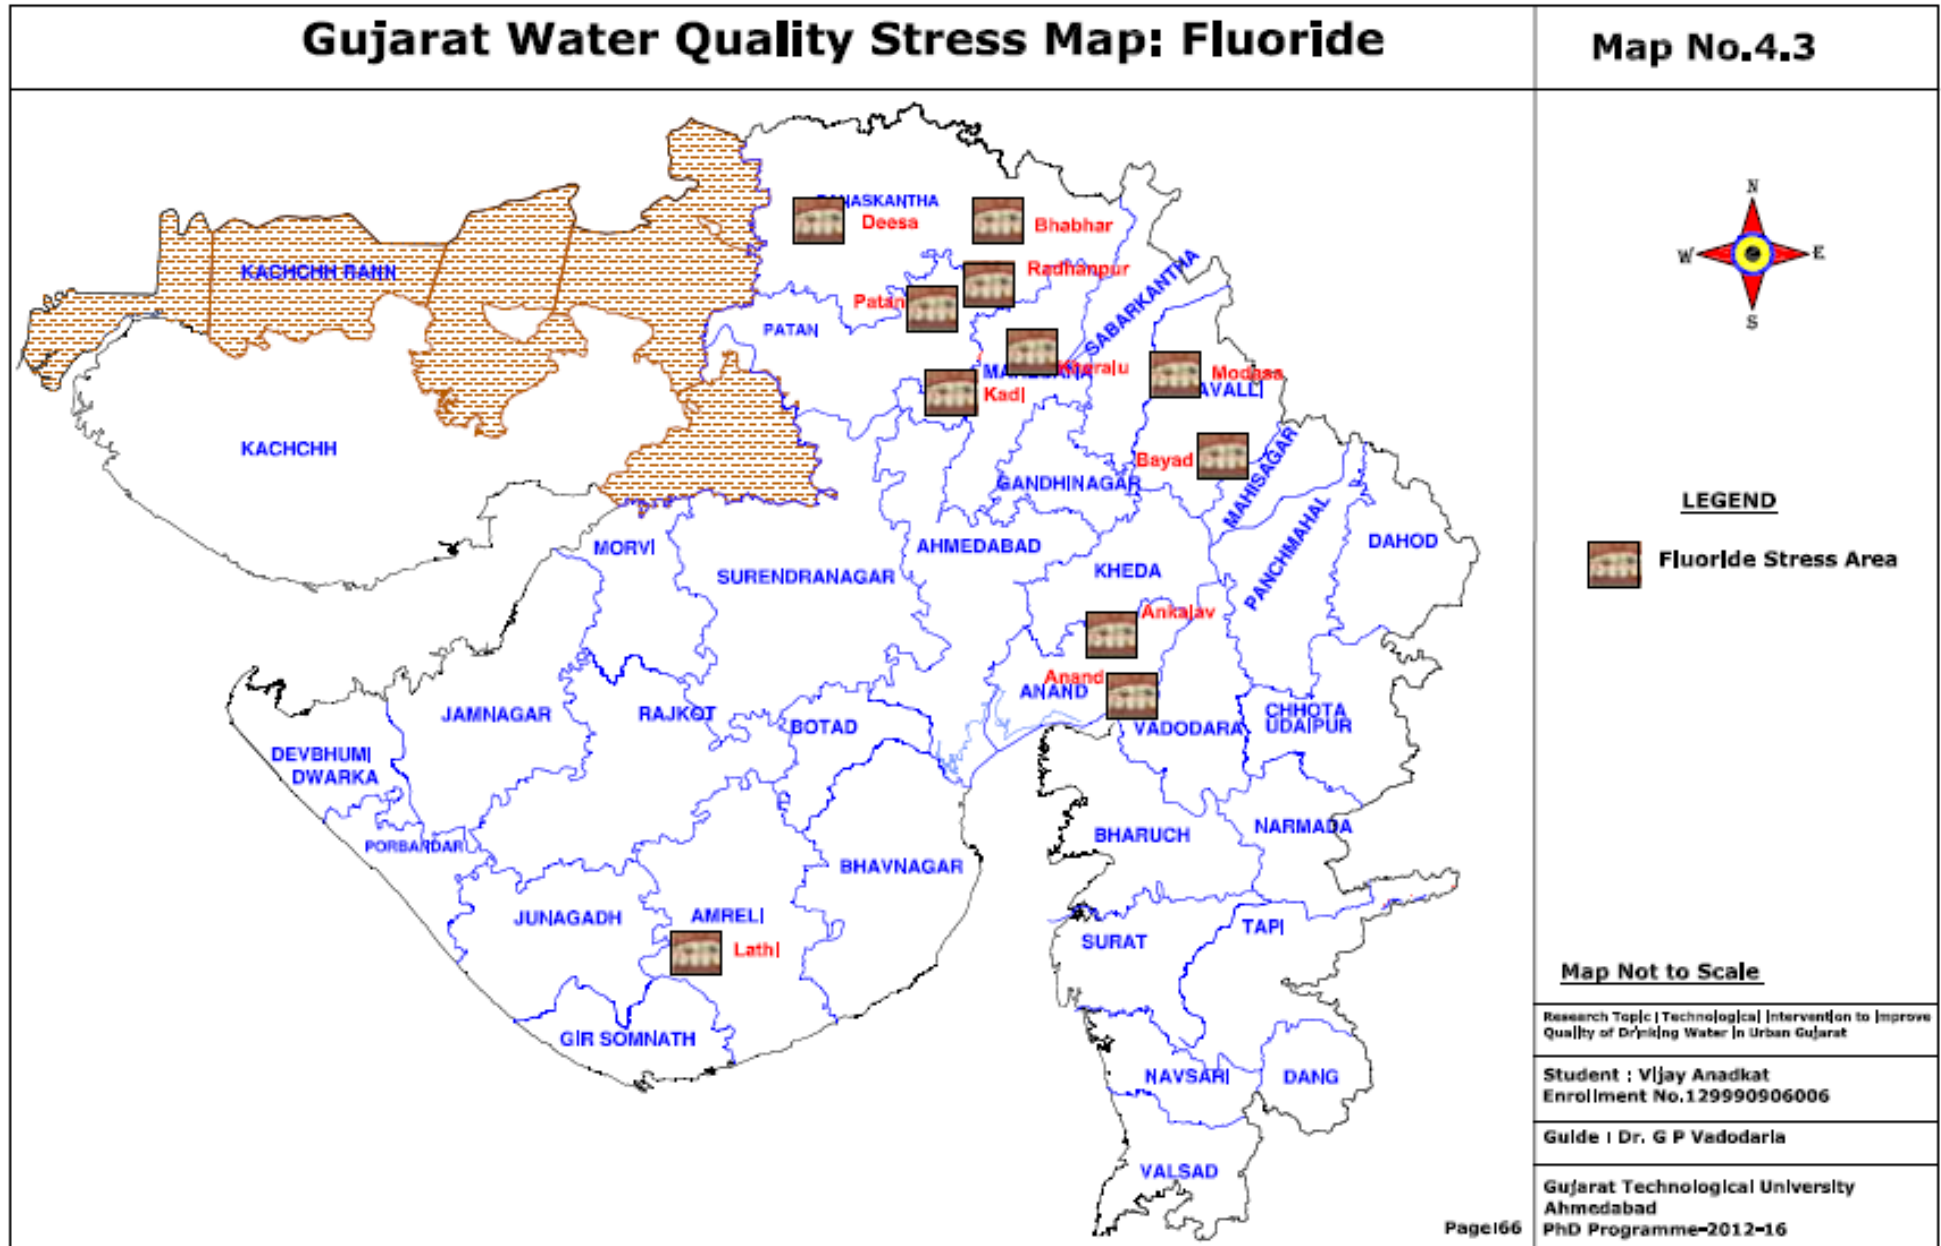 Gujarat Water Quality Stress Map: Fluoride
Map No.4.3
Deesa
Bhabhar
KACHCHH RANN
Radhanpur
SABARKANTHA
Patan
PATAN
Kheralu
Kadi
Modasa
AVALLI
KACHCHH
Bayad
MAHISAGAR
GANDHINAGAR
PANCHMAHAL
MORVI
AHMEDABAD
DAHOD
SURENDRANAGAR
KHEDA
Ankalav
Anand
ANAND
JAMNAGAR
RAJKOT
BOTAD
VADODARA
CHHOTA
UDAIPUR
DEVBHUMI
DWARKA
PORBANDAR
BHARUCH
NARMADA
BHAVNAGAR
JUNAGADH
AMRELI
Lathi
SURAT
TAPI
GIR SOMNATH
NAVSARI
DANG
VALSAD
N
W
E
S
LEGEND
Fluoride Stress Area
Map Not to Scale
Research Topic : Technological Intervention to Improve
Quality of Drinking Water in Urban Gujarat
Student : Vijay Anadkat
Enrollment No.129990906006
Guide : Dr. G P Vadodaria
Gujarat Technological University
Ahmedabad
PhD Programme-2012-16
Page:66